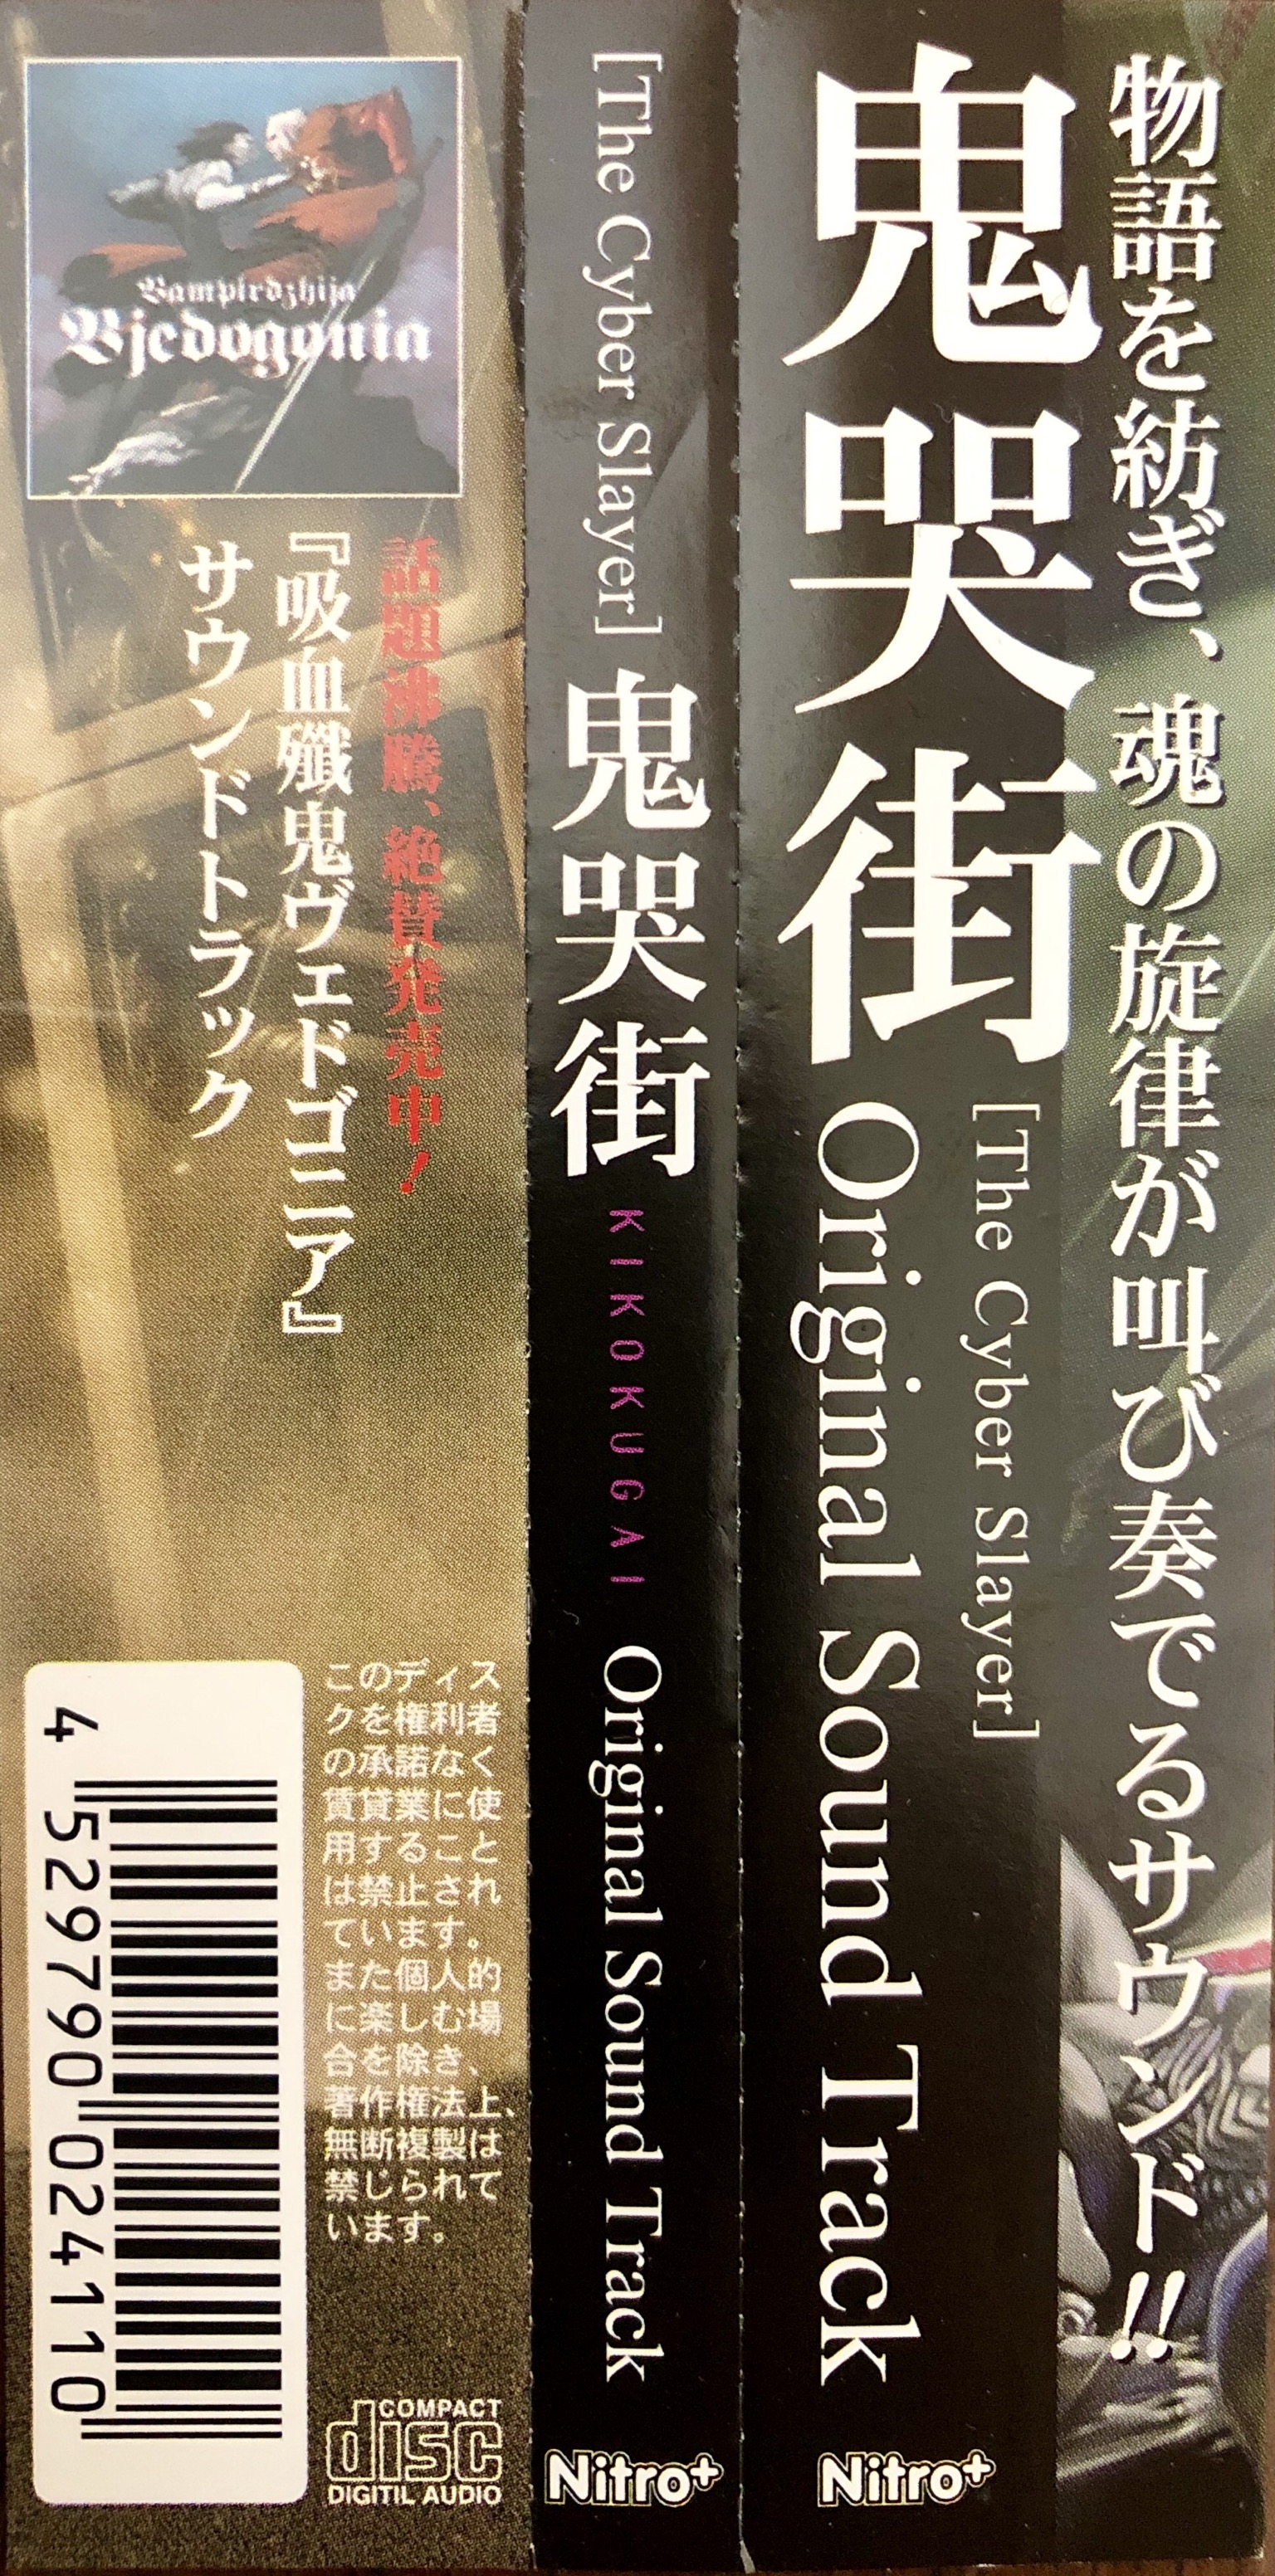 物語を紡ぎ、魂の旋律が叫び奏でるサウンド!!
鬼哭街
[The Cyber Slayer]
Original Sound Track
Nitro+
[The Cyber Slayer]
鬼哭街
KIKOKUGAI
Original Sound Track
Nitro+
Vampirdzhija
Vjedogonia
話題沸騰、絶賛発売中!
『吸血殲鬼ヴェドゴニア』
サウンドトラック
このディス
クを権利者
の承諾なく
賃貸業に使
用すること
は禁止され
ています。
また個人的
に楽しむ場
合を除き、
著作権法上、
無断複製は
禁じられて
います。
4 529790 024110
COMPACT
disc
DIGITIL AUDIO